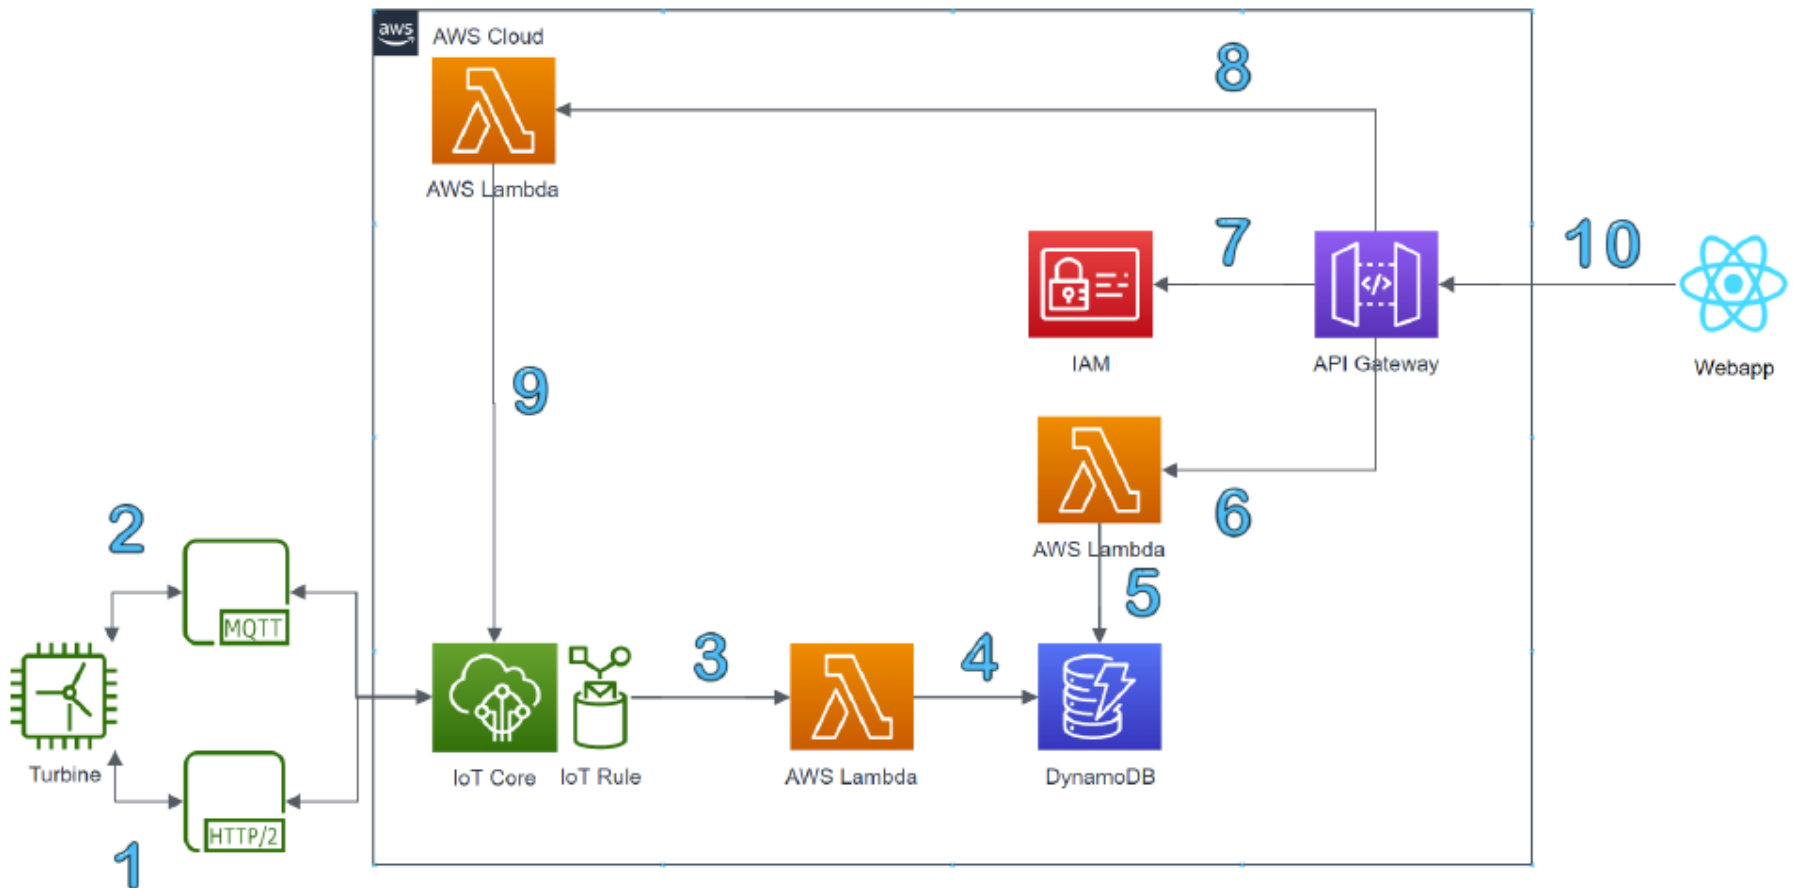 aws
AWS Cloud
8
AWS Lambda
7
10
</>
IAM
API Gateway
Webapp
9
6
AWS Lambda
5
2
MQTT
3
4
Turbine
IoT Core
IoT Rule
AWS Lambda
DynamoDB
HTTP/2
1